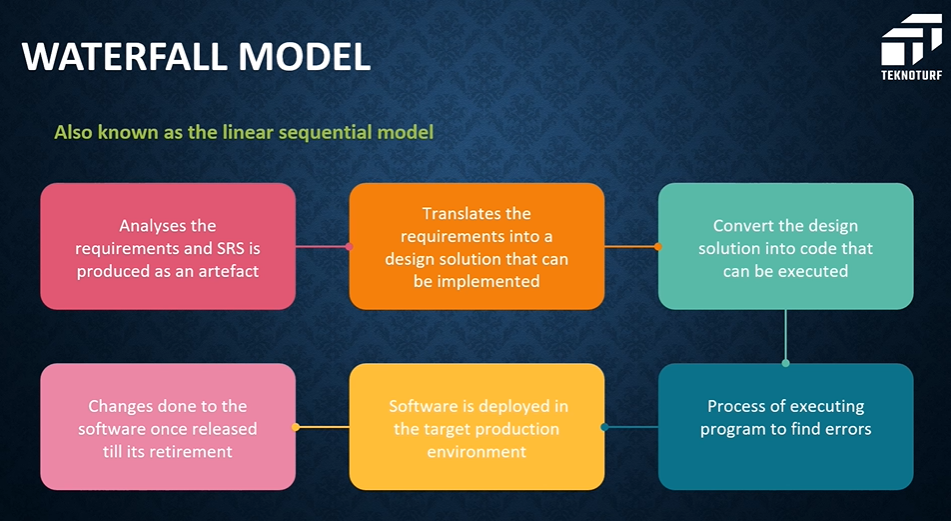 WATERFALL MODEL
TEKNOTURF
Also known as the linear sequential model
Analyses the
requirements and SRS is
produced as an artefact
Translates the
requirements into a
design solution that can
be implemented
Convert the design
solution into code that
can be executed
Process of executing
program to find errors
Software is deployed in
the target production
environment
Changes done to the
software once released
till its retirement